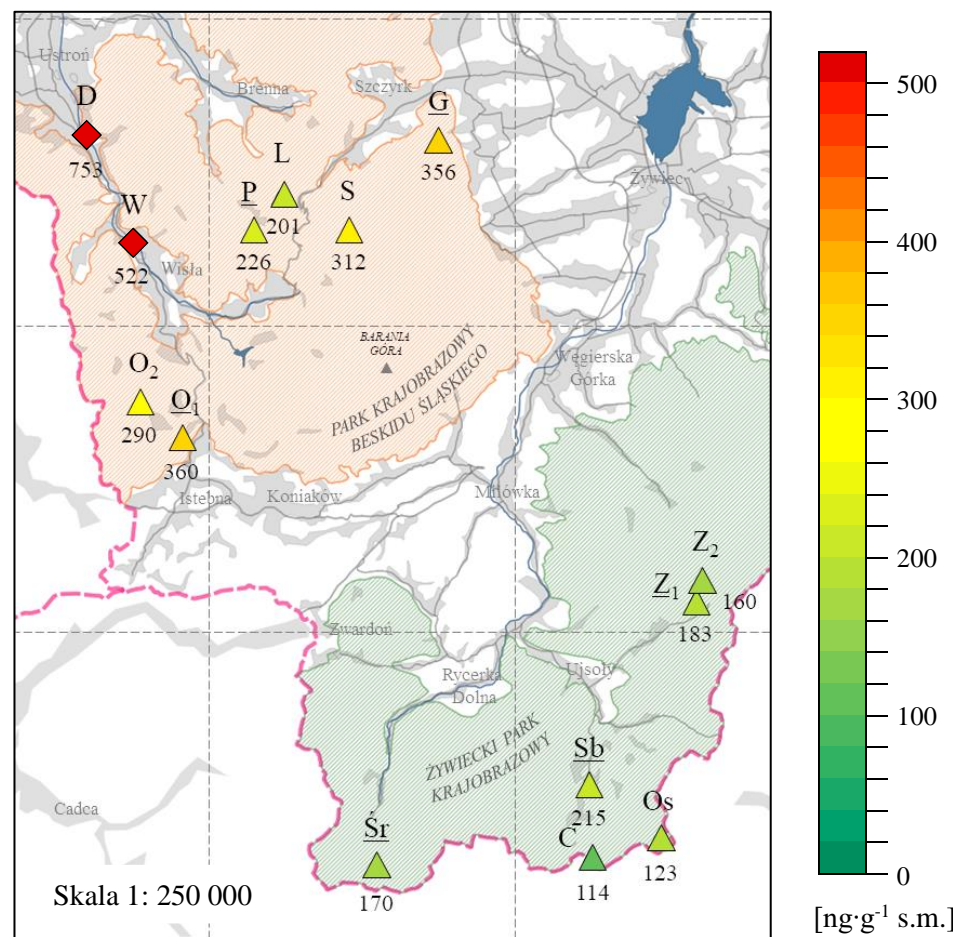 Ustroń
D
753
Brenna
Szczyrk
G
356
L
201
P
226
S
312
Żywiec
W
522
Wisła
BARANIA
GÓRA
PARK KRAJOBRAZOWY
BESKIDU ŚLĄSKIEGO
Węgierska
Górka
O₂
290
O₁
360
Istebna
Koniaków
Milówka
Z₂
160
Z₁
183
Zwardoń
Rycerka
Dolna
Ujsoły
ŻYWIECKI PARK
KRAJOBRAZOWY
Sb
215
Os
123
C
114
Śr
170
Cadca
Skala 1: 250 000
500
400
300
200
100
0
[ng·g⁻¹ s.m.]